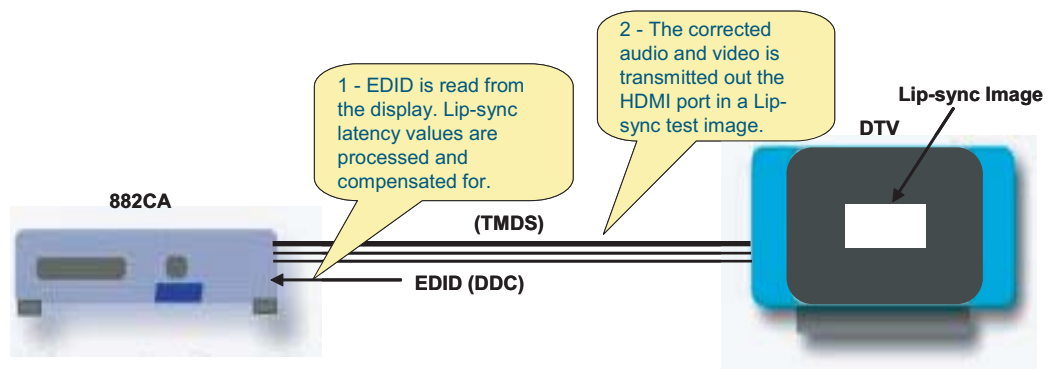 2 - The corrected
audio and video is
transmitted out the
HDMI port in a Lip-
sync test image.
1 - EDID is read from
the display. Lip-sync
latency values are
processed and
compensated for.
Lip-sync Image
DTV
882CA
(TMDS)
EDID (DDC)